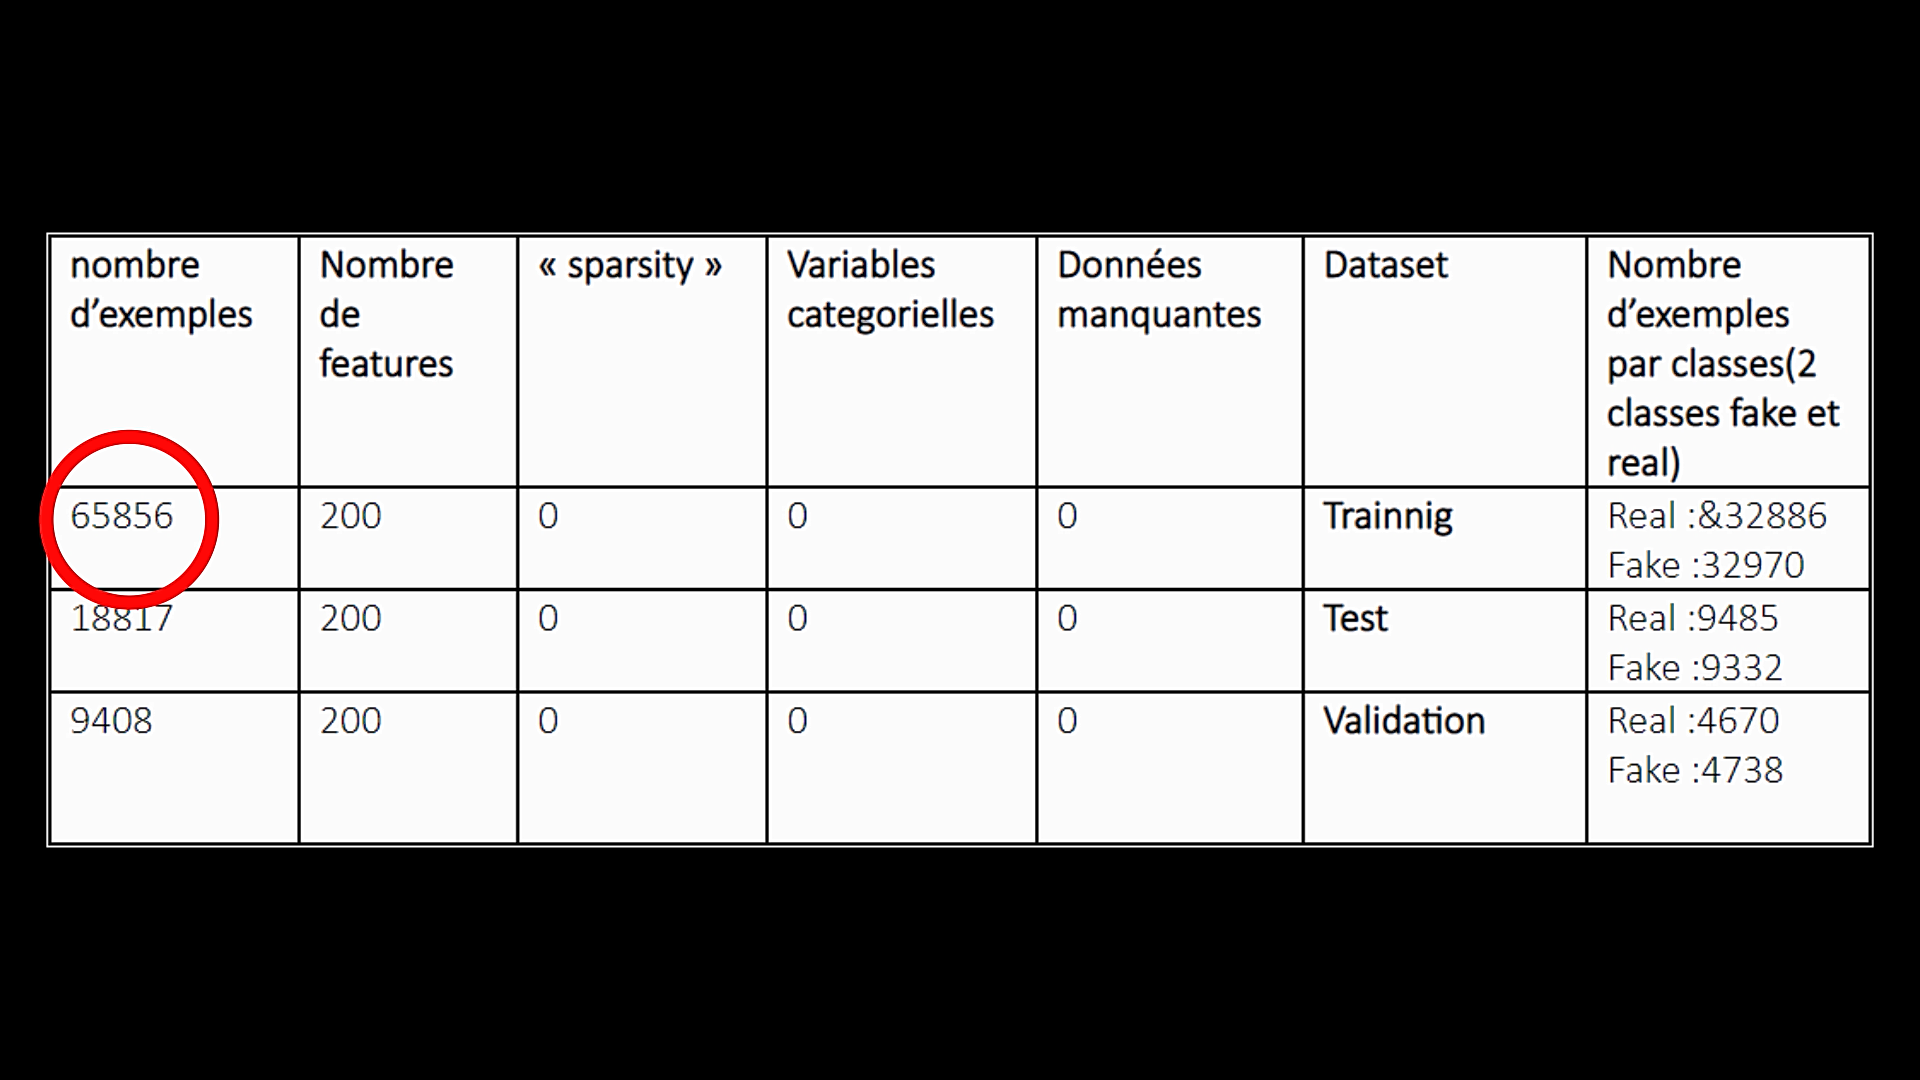 nombre d’exemples
Nombre de features
« sparsity »
Variables categorielles
Données manquantes
Dataset
Nombre d’exemples par classes(2 classes fake et real)
65856
200
0
0
0
Trainnig
Real :&32886
Fake :32970
18817
200
0
0
0
Test
Real :9485
Fake :9332
9408
200
0
0
0
Validation
Real :4670
Fake :4738